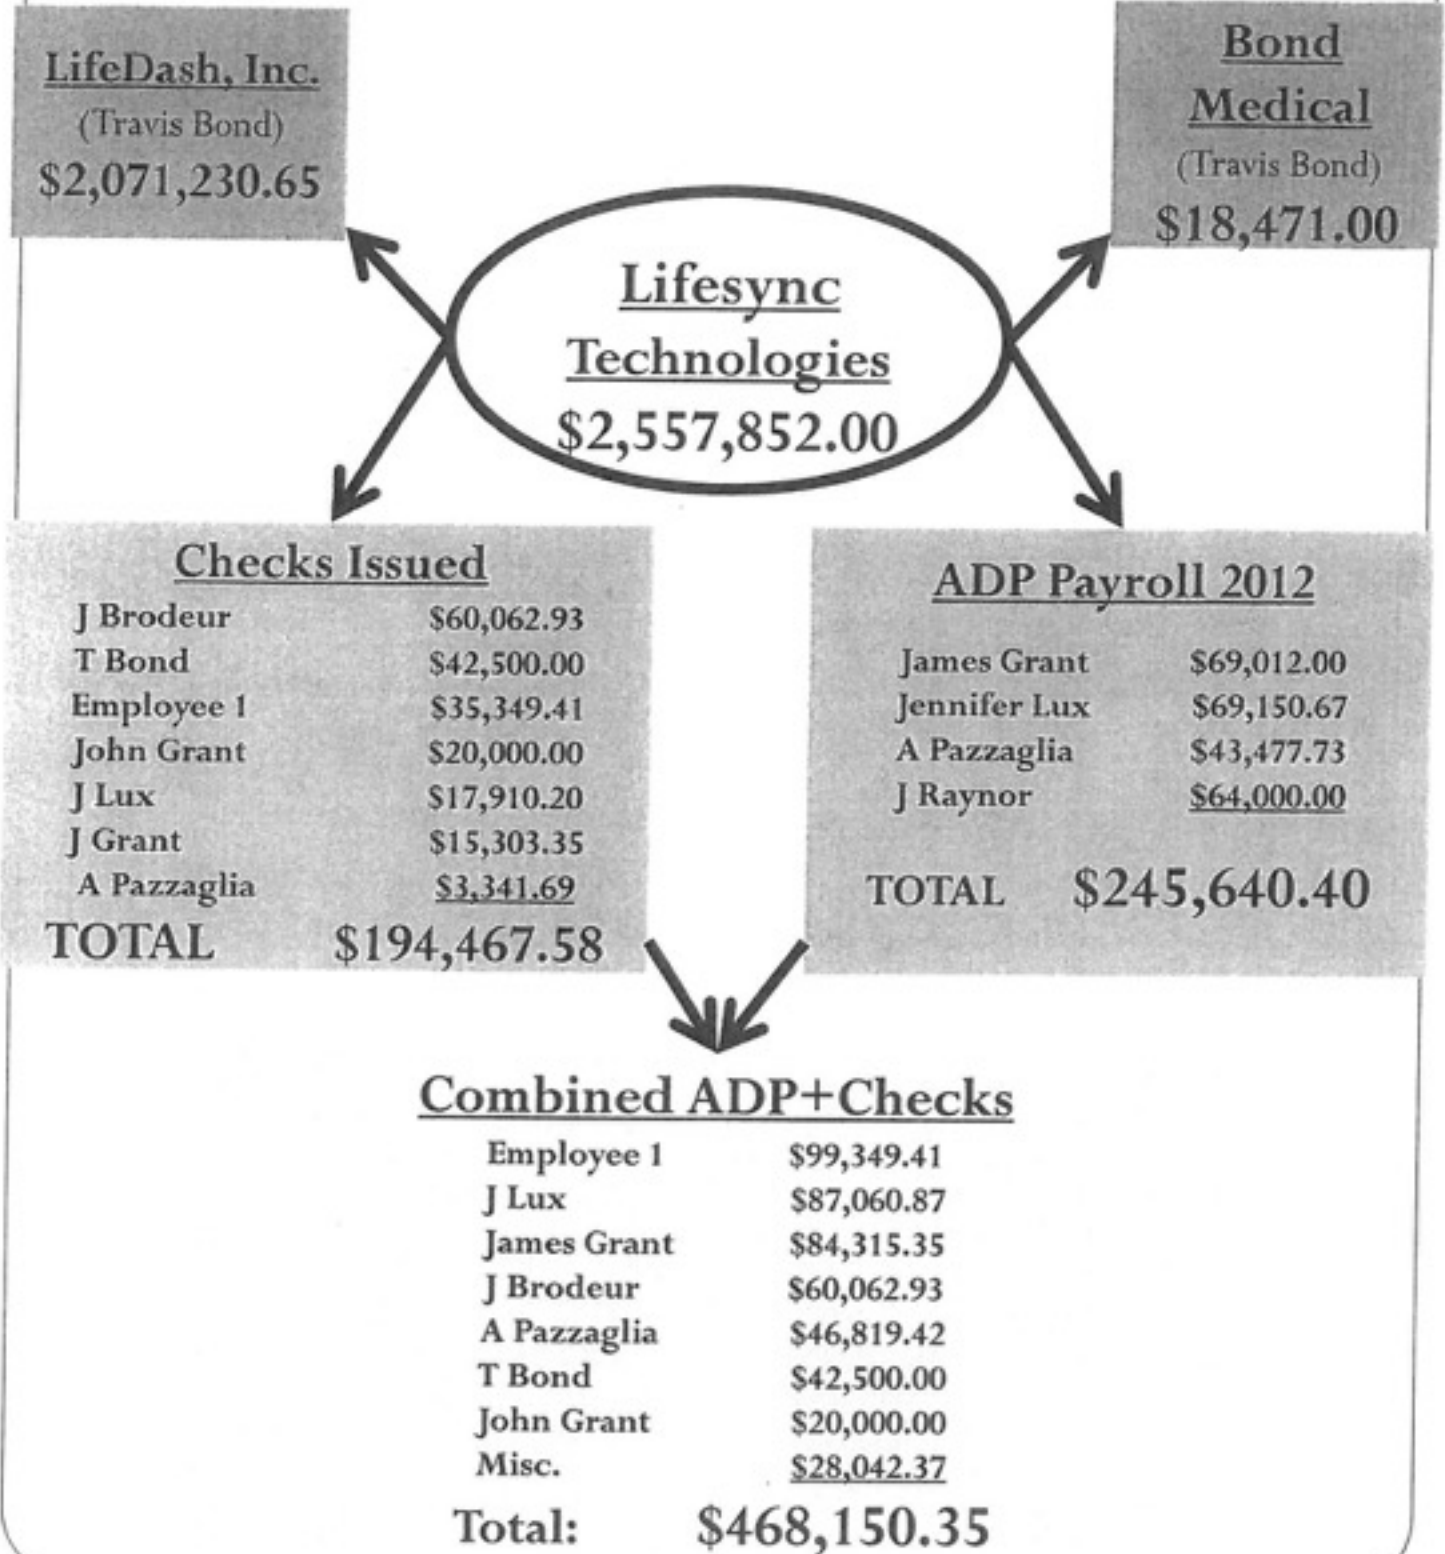 LifeDash, Inc.
(Travis Bond)
$2,071,230.65
Bond
Medical
(Travis Bond)
$18,471.00
Lifesync
Technologies
$2,557,852.00
Checks Issued
J Brodeur $60,062.93
T Bond $42,500.00
Employee 1 $35,349.41
John Grant $20,000.00
J Lux $17,910.20
J Grant $15,303.35
A Pazzaglia $3,341.69
TOTAL $194,467.58
ADP Payroll 2012
James Grant $69,012.00
Jennifer Lux $69,150.67
A Pazzaglia $43,477.73
J Raynor $64,000.00
TOTAL $245,640.40
Combined ADP+Checks
Employee 1 $99,349.41
J Lux $87,060.87
James Grant $84,315.35
J Brodeur $60,062.93
A Pazzaglia $46,819.42
T Bond $42,500.00
John Grant $20,000.00
Misc. $28,042.37
Total: $468,150.35